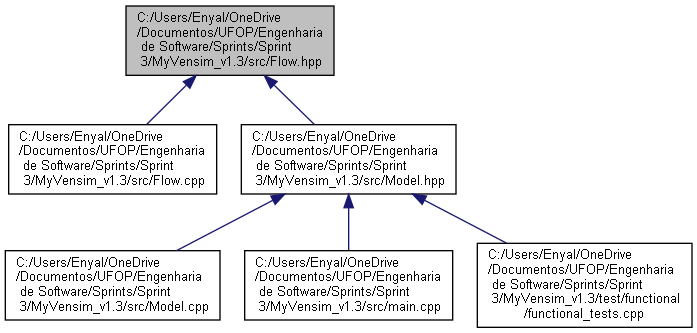 C:/Users/Enyal/OneDrive
/Documentos/UFOP/Engenharia
de Software/Sprints/Sprint
3/MyVensim_v1.3/src/Flow.hpp
C:/Users/Enyal/OneDrive
/Documentos/UFOP/Engenharia
de Software/Sprints/Sprint
3/MyVensim_v1.3/src/Flow.cpp
C:/Users/Enyal/OneDrive
/Documentos/UFOP/Engenharia
de Software/Sprints/Sprint
3/MyVensim_v1.3/src/Model.hpp
C:/Users/Enyal/OneDrive
/Documentos/UFOP/Engenharia
de Software/Sprints/Sprint
3/MyVensim_v1.3/src/Model.cpp
C:/Users/Enyal/OneDrive
/Documentos/UFOP/Engenharia
de Software/Sprints/Sprint
3/MyVensim_v1.3/src/main.cpp
C:/Users/Enyal/OneDrive
/Documentos/UFOP/Engenharia
de Software/Sprints/Sprint
3/MyVensim_v1.3/test/functional
/functional_tests.cpp